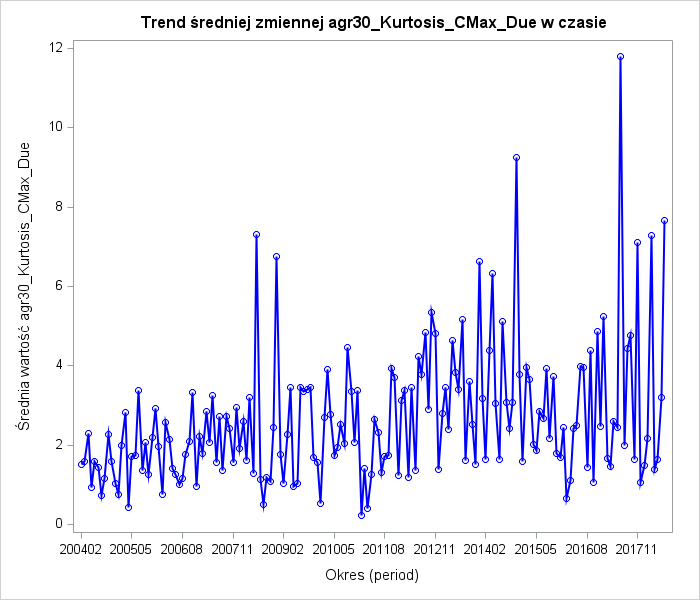 Trend średniej zmiennej agr30_Kurtosis_CMax_Due w czasie
Średnia wartość agr30_Kurtosis_CMax_Due
12
10
8
6
4
2
0
200402 200505 200608 200711 200902 201005 201108 201211 201402 201505 201608 201711
Okres (period)